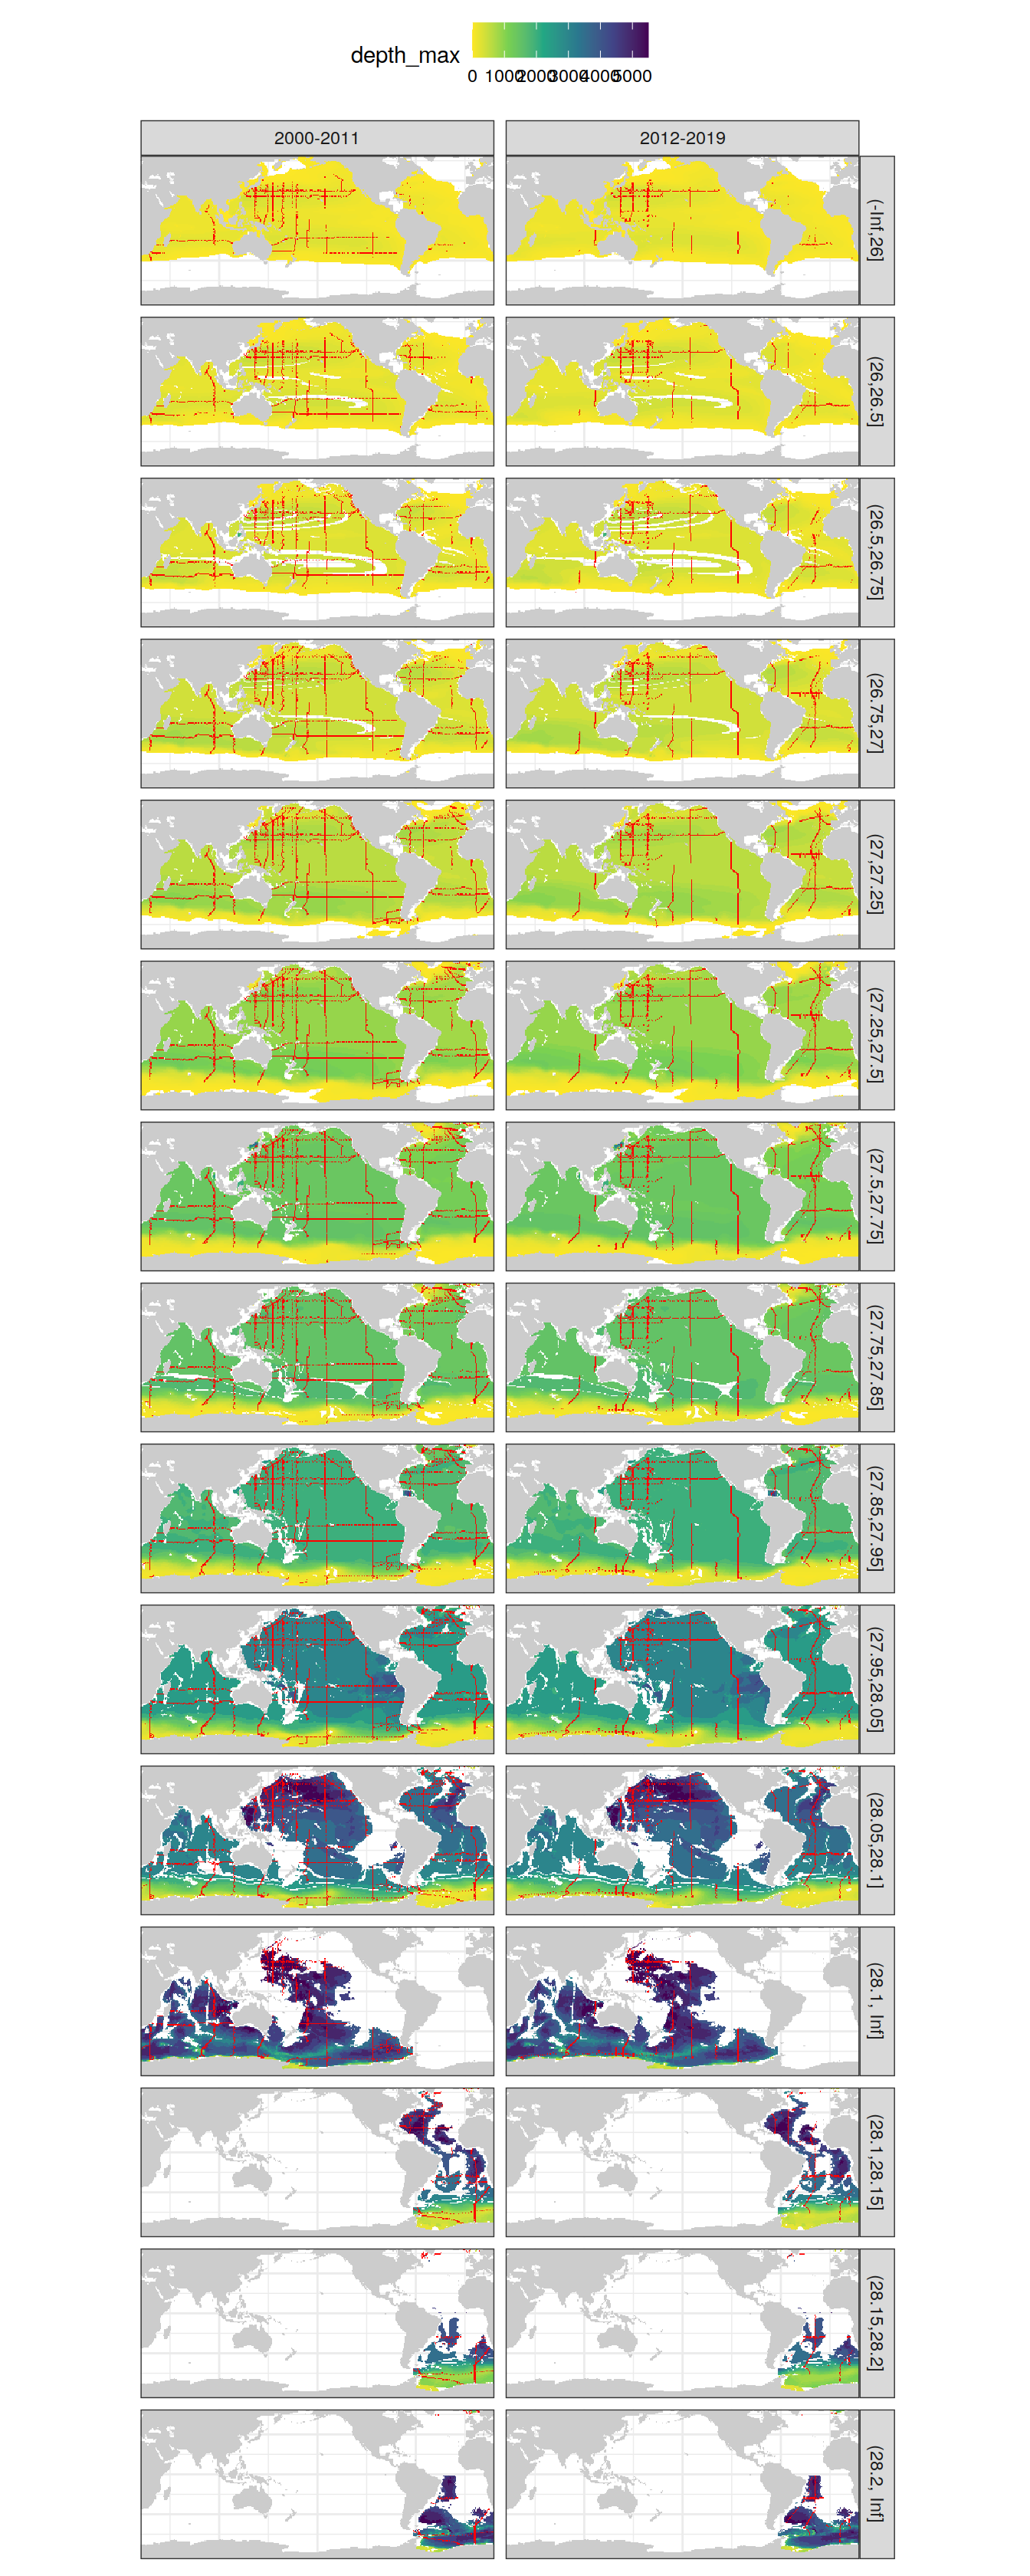 depth_max
0 1000 2000 3000 4000 5000
2000-2011 2012-2019
(-Inf,26]
(26,26.5]
(26.5,26.75]
(26.75,27]
(27,27.25]
(27.25,27.5]
(27.5,27.75]
(27.75,27.85]
(27.85,27.95]
(27.95,28.05]
(28.05,28.1]
(28.1, Inf]
(28.1,28.15]
(28.15,28.2]
(28.2, Inf]